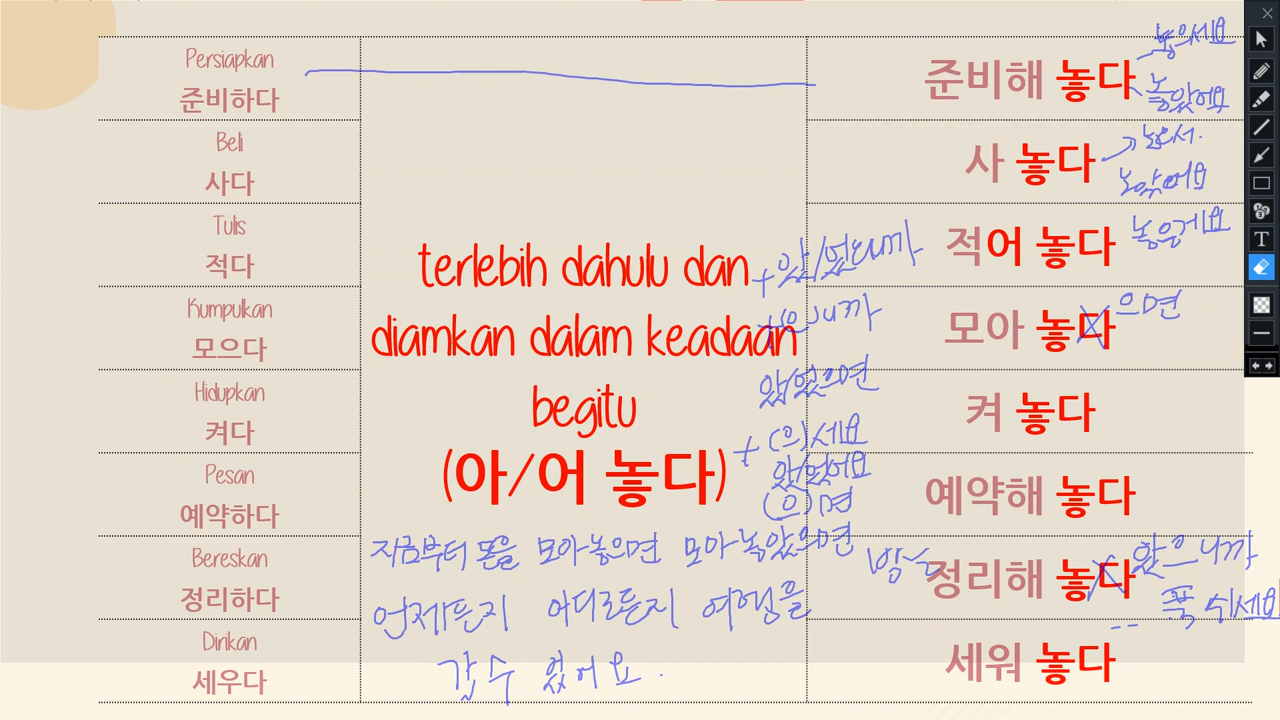 Persiapkan
준비하다
준비해 놓다
놓으세요
놓았어요
Beli
사다
사 놓다
놓으세
놓았어요
Tulis
적다
적어 놓다
놓을게요
Kumpulkan
모으다
모아 놓다
으면
Hidupkan
켜다
켜 놓다
Pesan
예약하다
예약해 놓다
Bereskan
정리하다
정리해 놓다
았으니까
푹 쉬세요
Dirikan
세우다
세워 놓다
terlebih dahulu dan
diamkan dalam keadaan
begitu
(아/어 놓다)
(으)니까
았/었으면
+ (으)세요
았/었어요
(으)면
지금부터 돈을 모아놓으면 모아놓았으면
언제든지 어디로든지 여행을
갈 수 있어요.
T